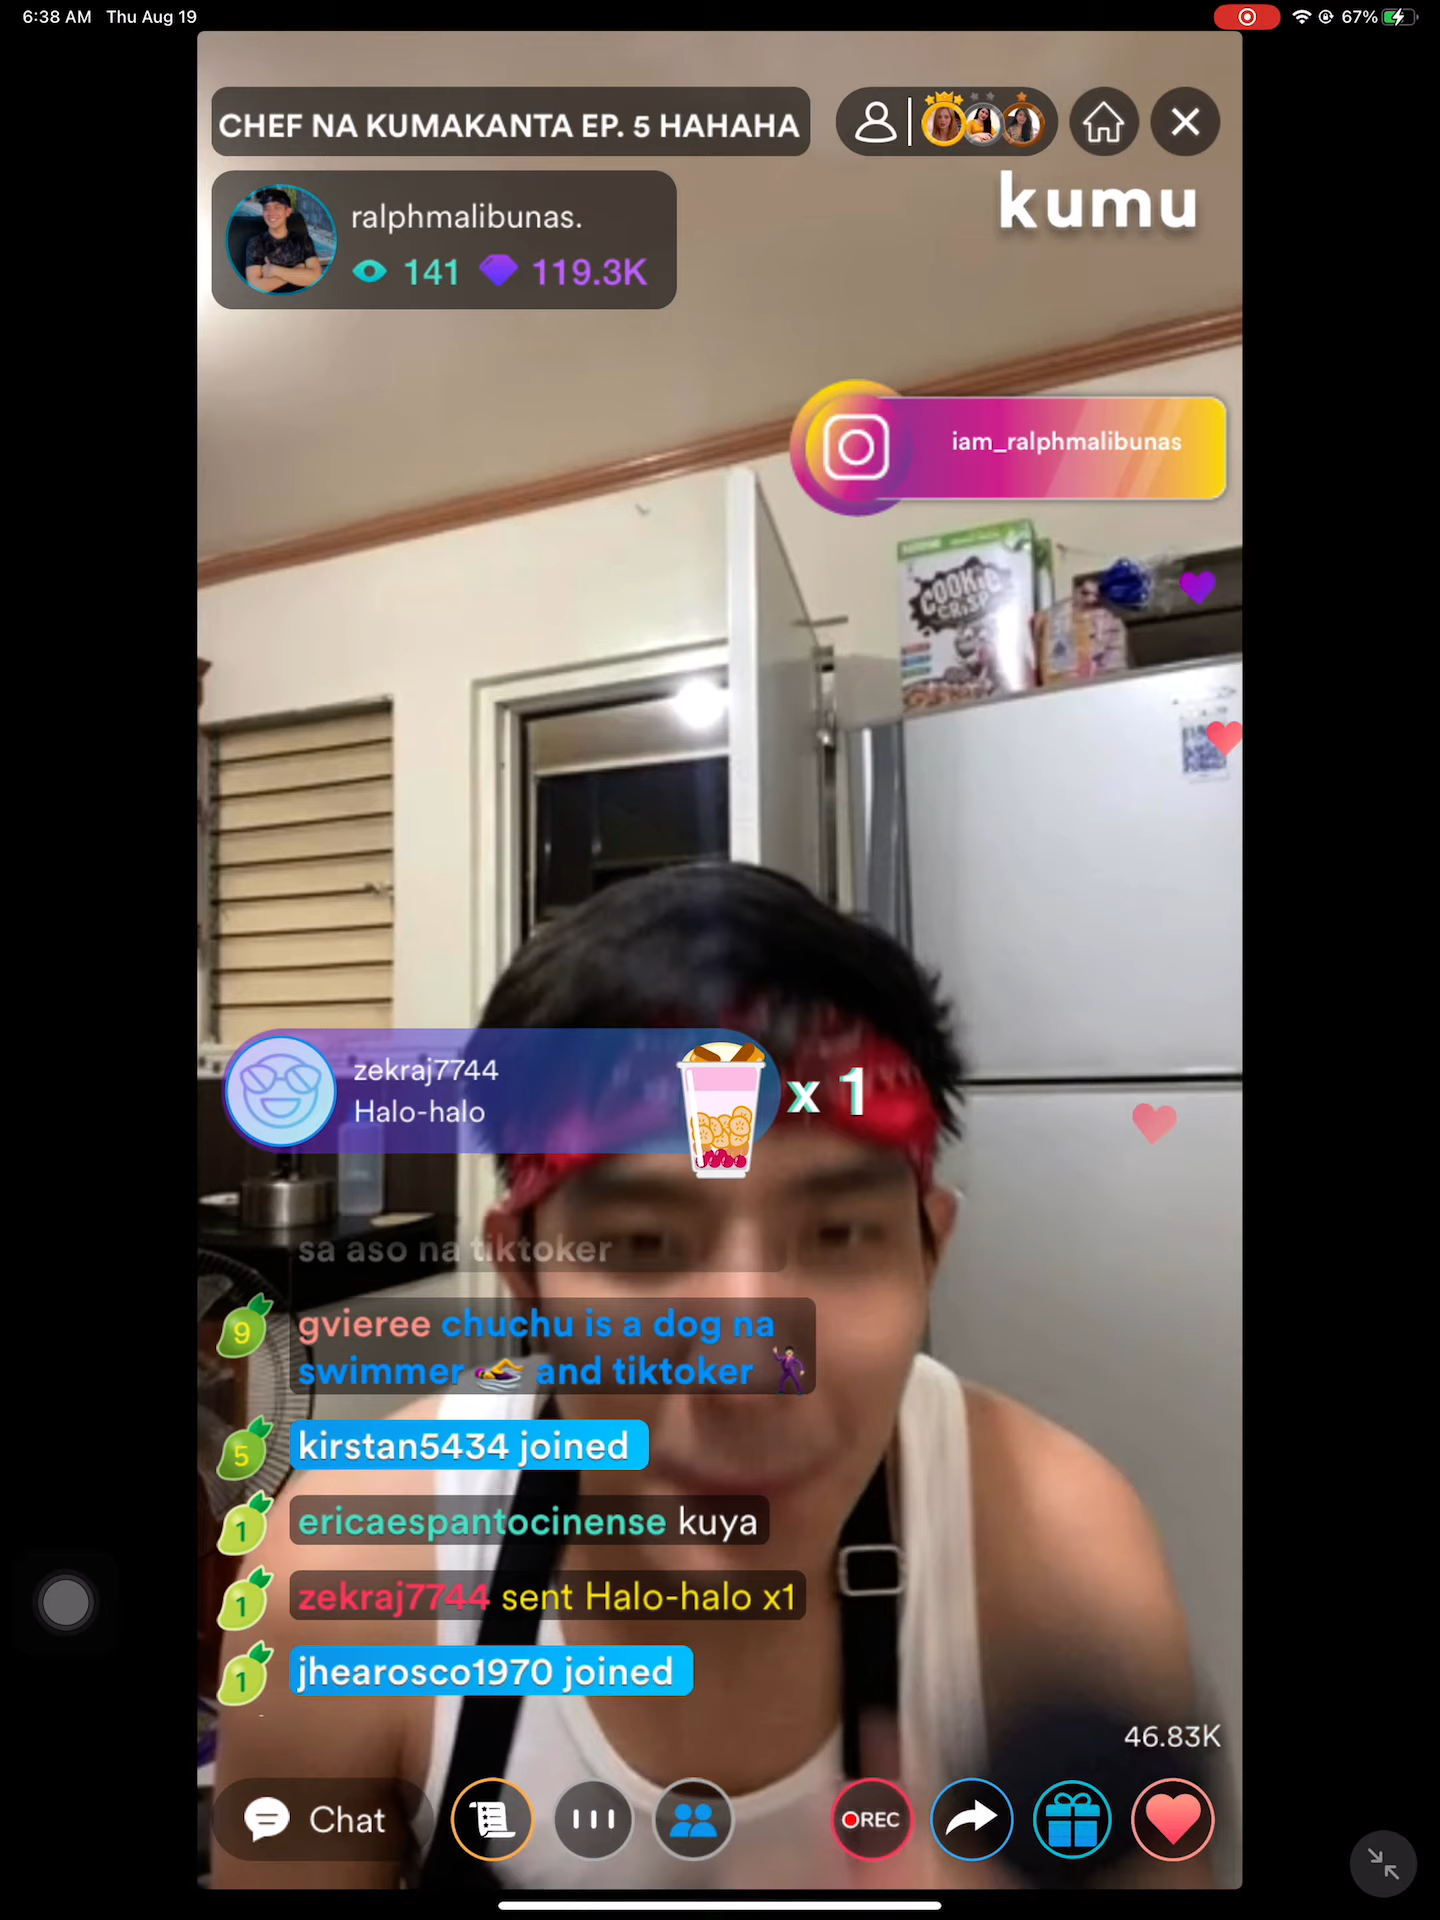 6:38 AM Thu Aug 19
67%
CHEF NA KUMAKANTA EP. 5 HAHAHA
kumu
ralphmalibunas.
141 119.3K
iam_ralphmalibunas
COOKIE
CRISP
zekraj7744
Halo-halo
x 1
sa aso na tiktoker
9 gvieree chuchu is a dog na
swimmer 🏊 and tiktoker 🕺
5 kirstan5434 joined
1 ericaespantocinense kuya
1 zekraj7744 sent Halo-halo x1
1 jhearosco1970 joined
46.83K
Chat
REC